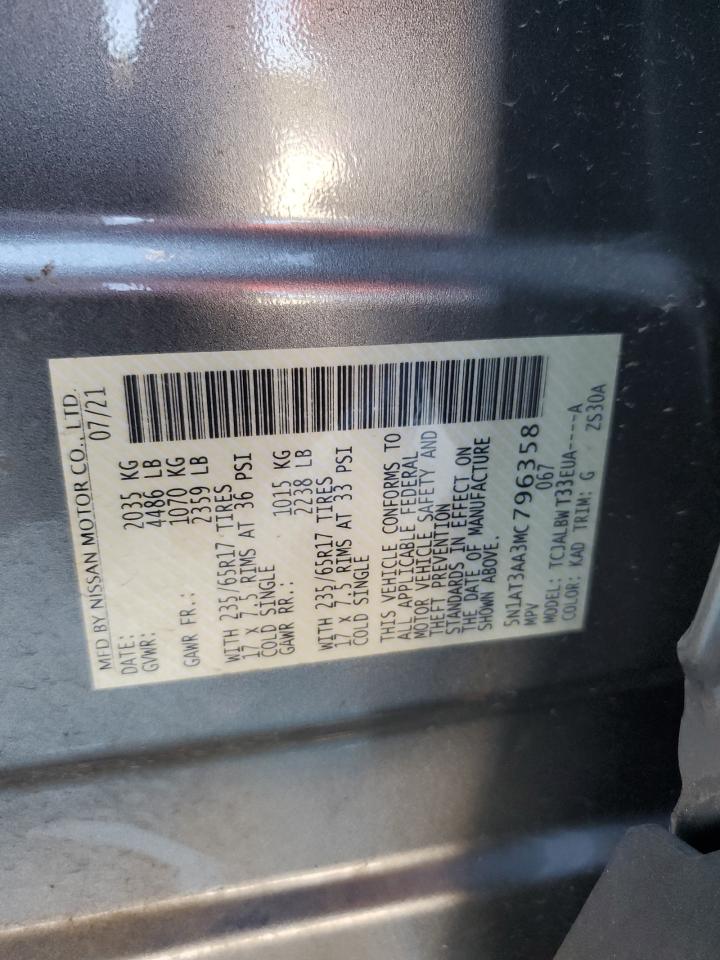 MFD BY NISSAN MOTOR CO., LTD.
DATE: 07/21
GVWR: 2035 KG
4486 LB
GAWR FR.: 1070 KG
2359 LB
WITH 235/65R17 TIRES
17 x 7.5 RIMS AT 36 PSI
COLD SINGLE
GAWR RR.: 1015 KG
2238 LB
WITH 235/65R17 TIRES
17 x 7.5 RIMS AT 33 PSI
COLD SINGLE
THIS VEHICLE CONFORMS TO
ALL APPLICABLE FEDERAL
MOTOR VEHICLE SAFETY AND
THEFT PREVENTION
STANDARDS IN EFFECT ON
THE DATE OF MANUFACTURE
SHOWN ABOVE.
5N1AT3AA3MC796358
MPV 067
MODEL: TCJALBW T33EUA----A
COLOR: KAD TRIM: G ZS30A